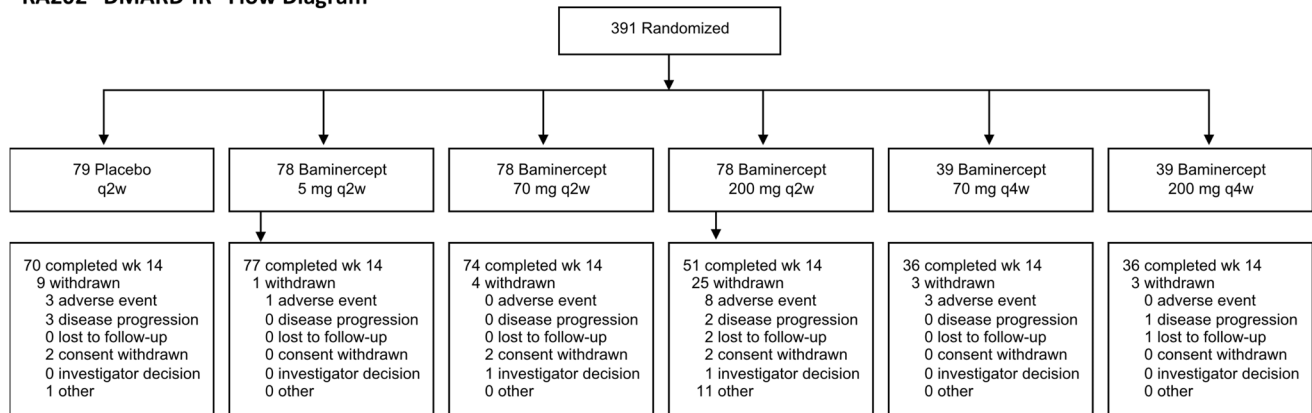 RA202 "DMARD-IR" Flow Diagram
391 Randomized
79 Placebo
q2w
78 Baminercept
5 mg q2w
78 Baminercept
70 mg q2w
78 Baminercept
200 mg q2w
39 Baminercept
70 mg q4w
39 Baminercept
200 mg q4w
70 completed wk 14
9 withdrawn
3 adverse event
3 disease progression
0 lost to follow-up
2 consent withdrawn
0 investigator decision
1 other
77 completed wk 14
1 withdrawn
1 adverse event
0 disease progression
0 lost to follow-up
0 consent withdrawn
0 investigator decision
0 other
74 completed wk 14
4 withdrawn
0 adverse event
0 disease progression
0 lost to follow-up
2 consent withdrawn
1 investigator decision
0 other
51 completed wk 14
25 withdrawn
8 adverse event
2 disease progression
2 lost to follow-up
2 consent withdrawn
1 investigator decision
11 other
36 completed wk 14
3 withdrawn
3 adverse event
0 disease progression
0 lost to follow-up
0 consent withdrawn
0 investigator decision
0 other
36 completed wk 14
3 withdrawn
0 adverse event
1 disease progression
1 lost to follow-up
0 consent withdrawn
0 investigator decision
0 other